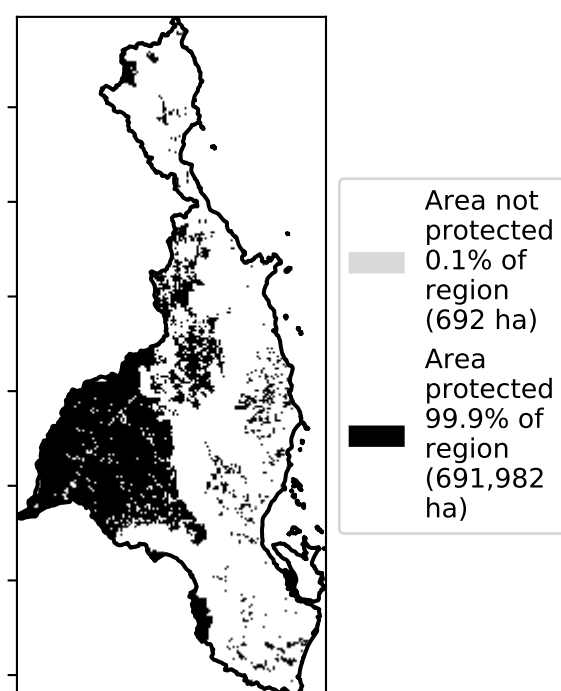 Area not
protected
0.1% of
region
(692 ha)
Area
protected
99.9% of
region
(691,982
ha)